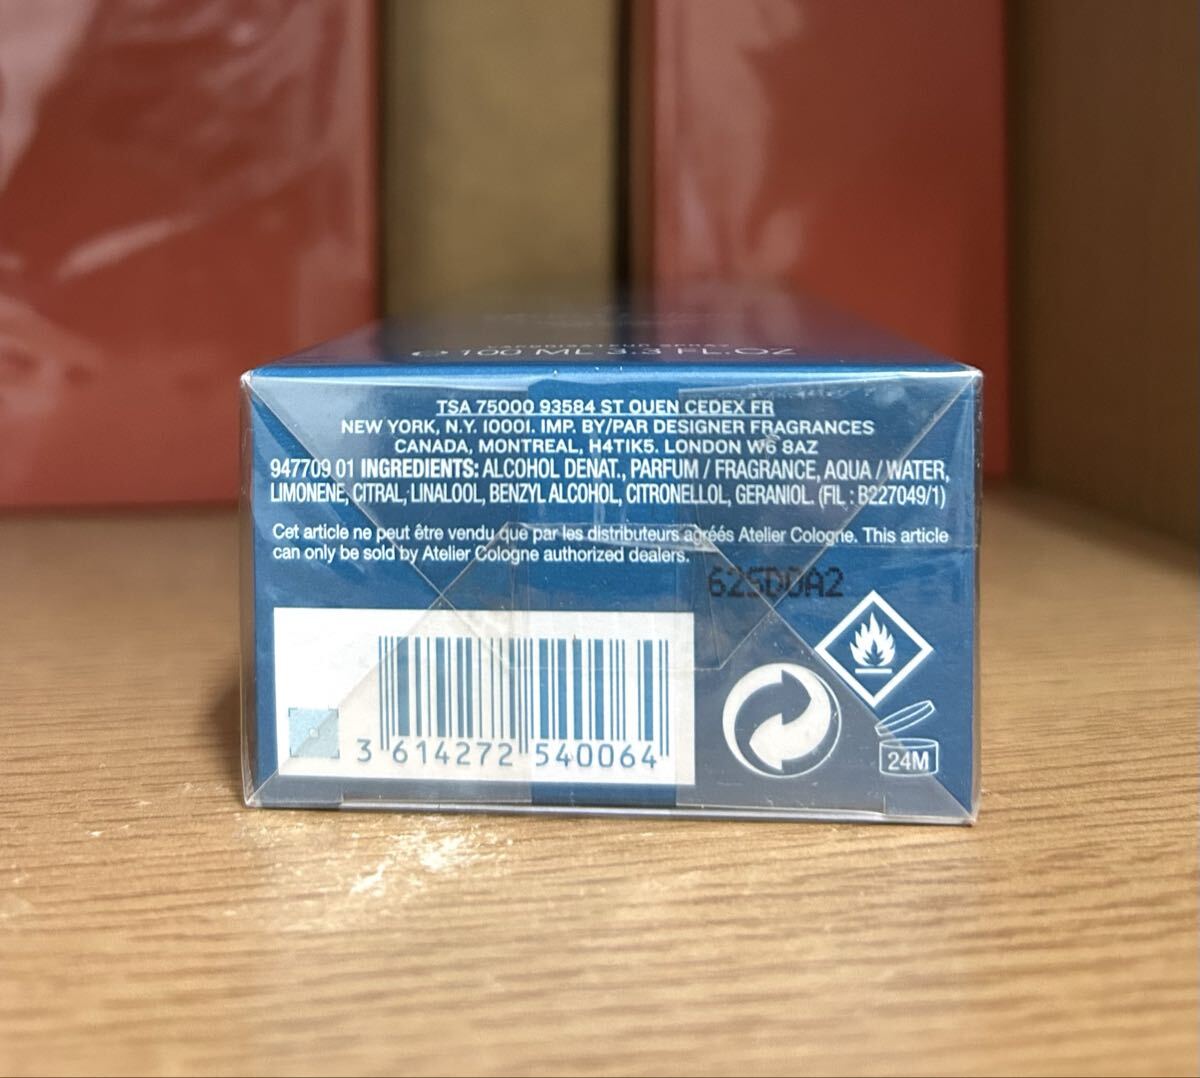 ℮ 100 ML 3.3 FL.OZ
TSA 75000 93584 ST OUEN CEDEX FR
NEW YORK, N.Y. 10001. IMP. BY/PAR DESIGNER FRAGRANCES
CANADA, MONTREAL, H4T1K5. LONDON W6 8AZ
947709 01 INGREDIENTS: ALCOHOL DENAT., PARFUM / FRAGRANCE, AQUA / WATER,
LIMONENE, CITRAL, LINALOOL, BENZYL ALCOHOL, CITRONELLOL, GERANIOL. (FIL : B227049/1)
Cet article ne peut être vendu que par les distributeurs agréés Atelier Cologne. This article
can only be sold by Atelier Cologne authorized dealers.
62SD0A2
3 614272 540064
24M